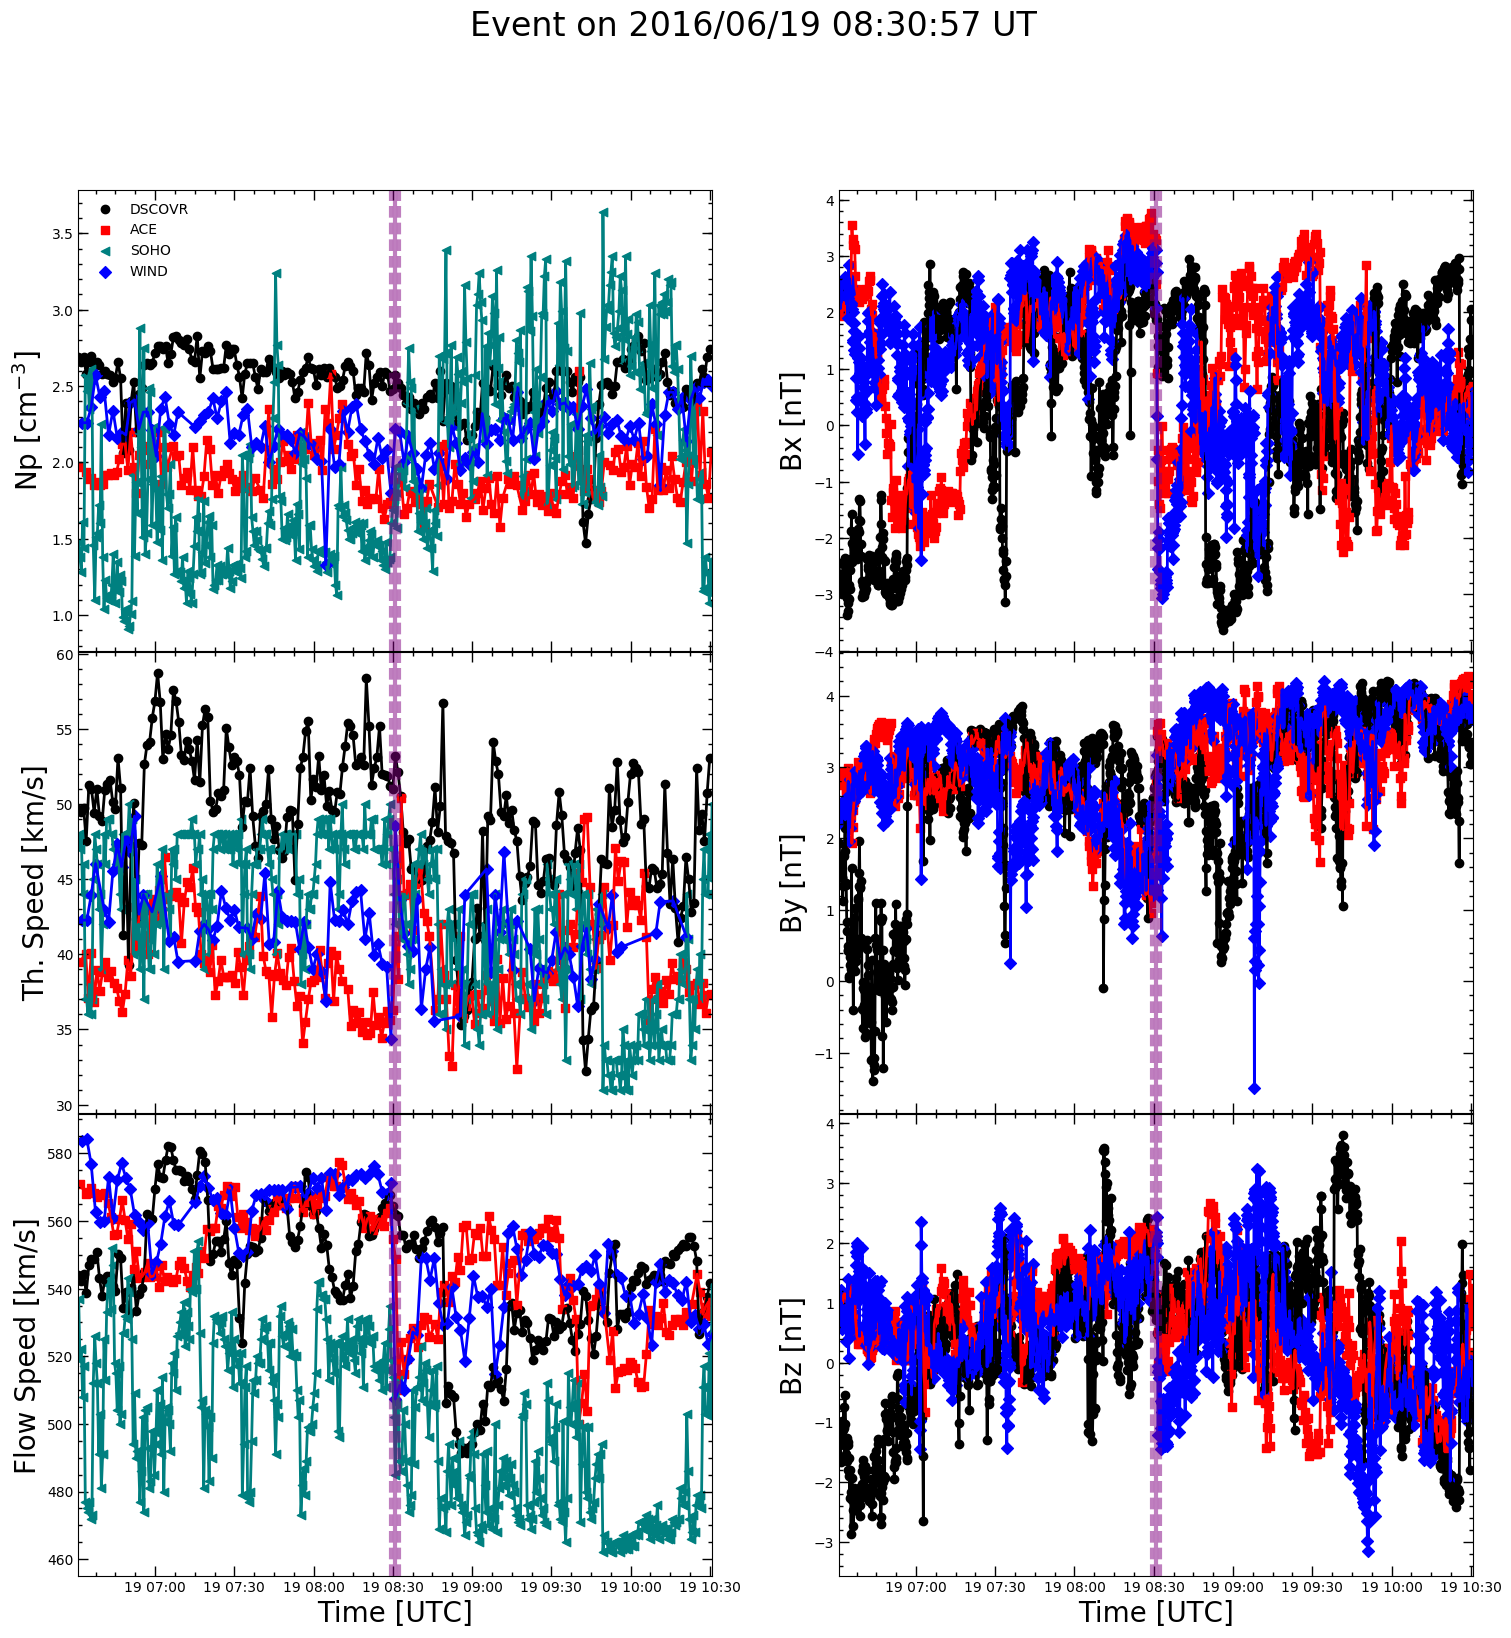 Event on 2016/06/19 08:30:57 UT
DSCOVR
ACE
SOHO
WIND
Np [cm⁻³]
3.5
3.0
2.5
2.0
1.5
1.0
Th. Speed [km/s]
60
55
50
45
40
35
30
Flow Speed [km/s]
580
560
540
520
500
480
460
19 07:00 19 07:30 19 08:00 19 08:30 19 09:00 19 09:30 19 10:00 19 10:30
Time [UTC]
Bx [nT]
4
3
2
1
0
−1
−2
−3
−4
By [nT]
4
3
2
1
0
−1
Bz [nT]
4
3
2
1
0
−1
−2
−3
19 07:00 19 07:30 19 08:00 19 08:30 19 09:00 19 09:30 19 10:00 19 10:30
Time [UTC]